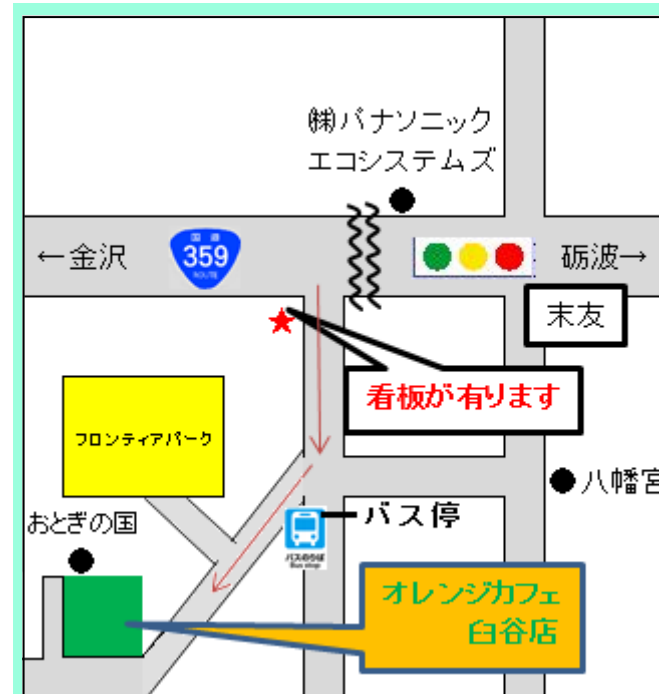 ㈱パナソニック
エコシステムズ
←金沢
国道
359
ROUTE
砺波→
末友
看板が有ります
フロンティアパーク
八幡宮
バス停
おとぎの国
バスのりば
Bus stop
オレンジカフェ
臼谷店